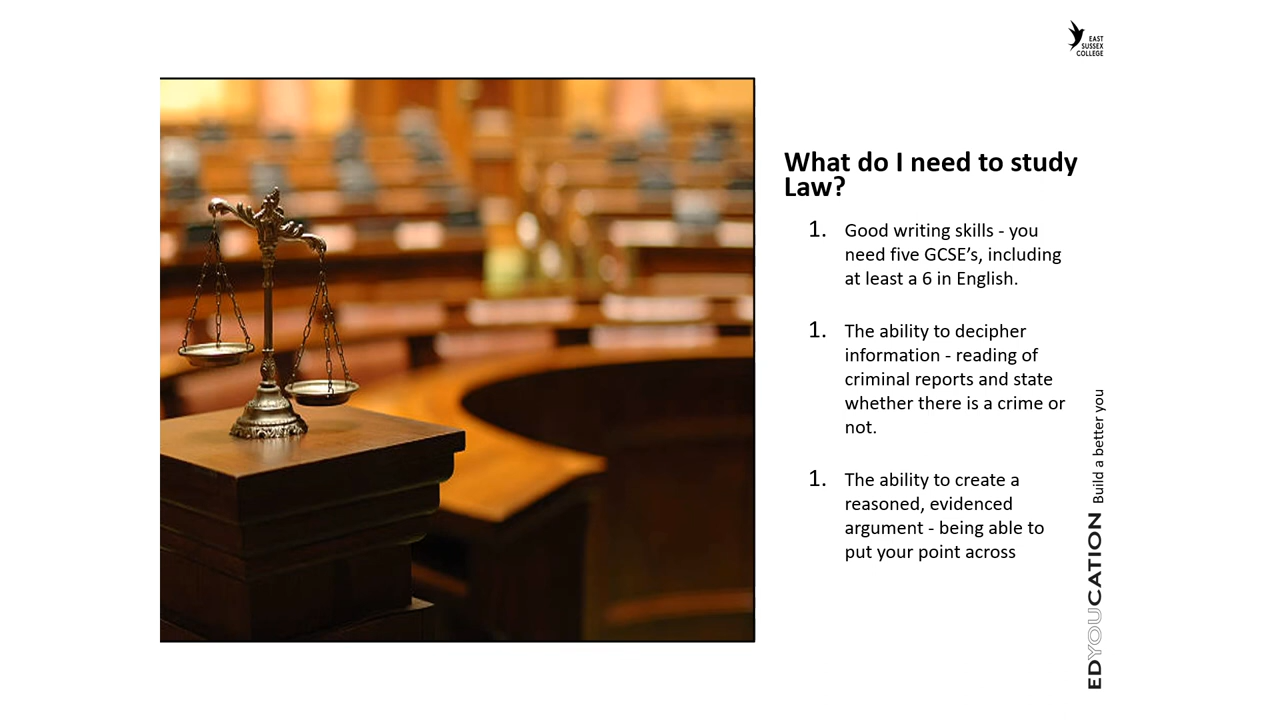 EAST
SUSSEX
COLLEGE
What do I need to study
Law?
1. Good writing skills - you
need five GCSE’s, including
at least a 6 in English.
1. The ability to decipher
information - reading of
criminal reports and state
whether there is a crime or
not.
1. The ability to create a
reasoned, evidenced
argument - being able to
put your point across
EDYOUCATION Build a better you